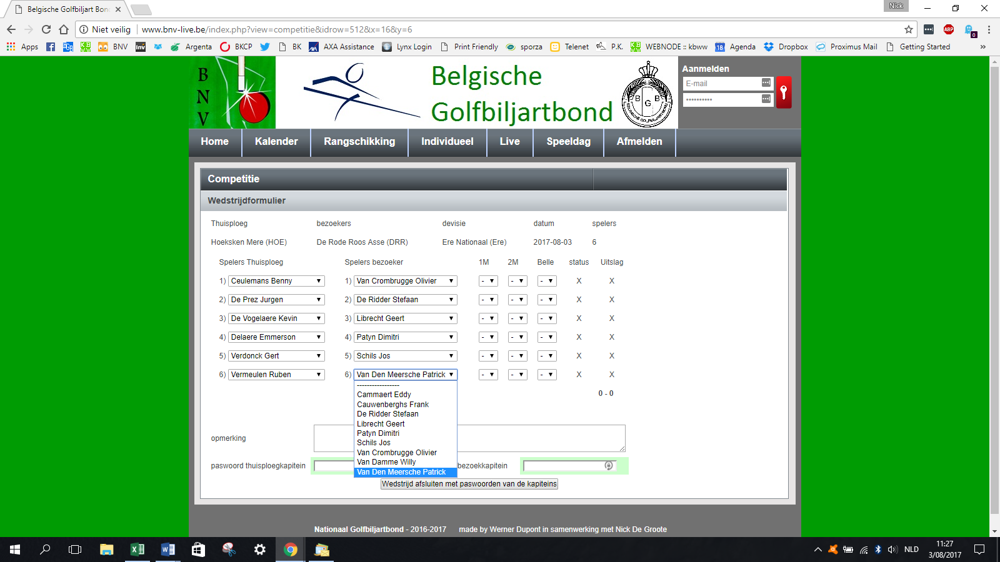 Belgische Golfbiljart Bon
Nick
Niet veilig
www.bnv-live.be/index.php?view=competitie&idrow=512&x=16&y=6
ABP
0
Apps
BNV
Inv
Argenta
BKCP
BK
AXA Assistance
Lynx Login
Print Friendly
sporza
Telenet
P.K.
WEBNODE :: kbww
18
Agenda
Dropbox
Proximus Mail
Getting Started
»
B
N
V
Belgische
Golfbiljartbond
B G B
Aanmelden
E-mail
Home
Kalender
Rangschikking
Individueel
Live
Speeldag
Afmelden
Competitie
Wedstrijdformulier
Thuisploeg bezoekers devisie datum spelers
Hoeksken Mere (HOE) De Rode Roos Asse (DRR) Ere Nationaal (Ere) 2017-08-03 6
Spelers Thuisploeg Spelers bezoeker 1M 2M Belle status Uitslag
1) Ceulemans Benny 1) Van Crombrugge Olivier - - - X X
2) De Prez Jurgen 2) De Ridder Stefaan - - - X X
3) De Vogelaere Kevin 3) Librecht Geert - - - X X
4) Delaere Emmerson 4) Patyn Dimitri - - - X X
5) Verdonck Gert 5) Schils Jos - - - X X
6) Vermeulen Ruben 6) Van Den Meersche Patrick - - - X X
-----------------
Cammaert Eddy
0 - 0
Cauwenberghs Frank
De Ridder Stefaan
Librecht Geert
Patyn Dimitri
Schils Jos
Van Crombrugge Olivier
Van Damme Willy
Van Den Meersche Patrick
opmerking
paswoord thuisploegkapitein
bezoekkapitein
Wedstrijd afsluiten met paswoorden van de kapiteins
Nationaal Golfbiljartbond - 2016-2017 made by Werner Dupont in samenwerking met Nick De Groote
NLD
11:27
3/08/2017